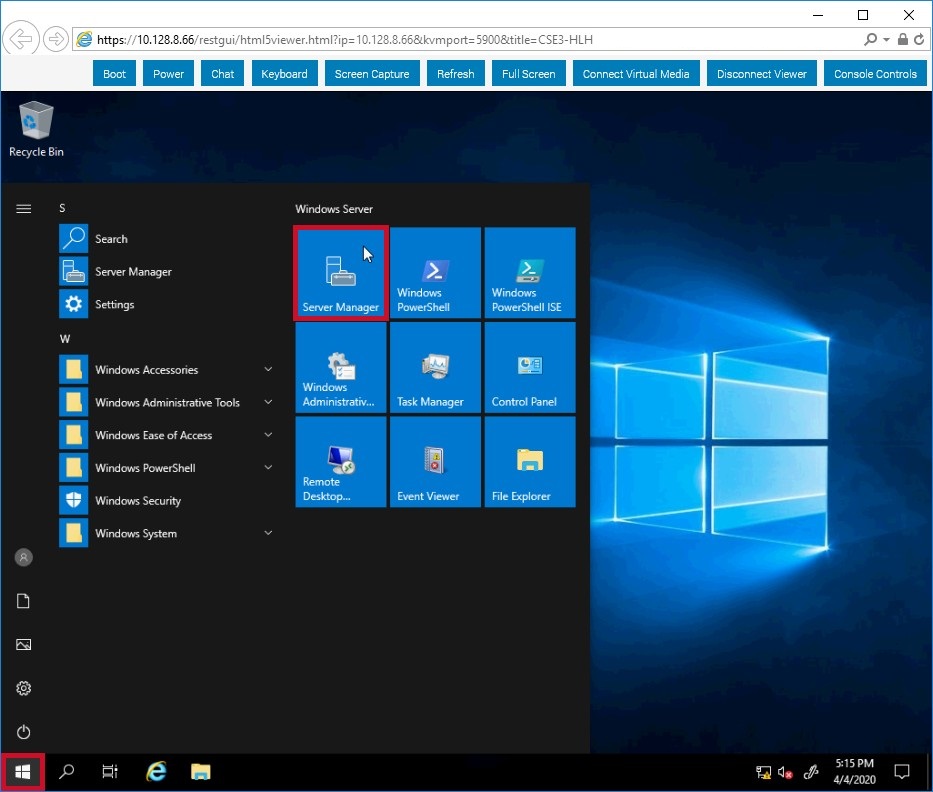 https://10.128.8.66/restgui/html5viewer.html?ip=10.128.8.66&kvmport=5900&title=CSE3-HLH
Boot
Power
Chat
Keyboard
Screen Capture
Refresh
Full Screen
Connect Virtual Media
Disconnect Viewer
Console Controls
Recycle Bin
S
Search
Server Manager
Settings
W
Windows Accessories
Windows Administrative Tools
Windows Ease of Access
Windows PowerShell
Windows Security
Windows System
Windows Server
Server Manager
Windows
PowerShell
Windows
PowerShell ISE
Windows
Administrativ...
Task Manager
Control Panel
Remote
Desktop...
Event Viewer
File Explorer
5:15 PM
4/4/2020